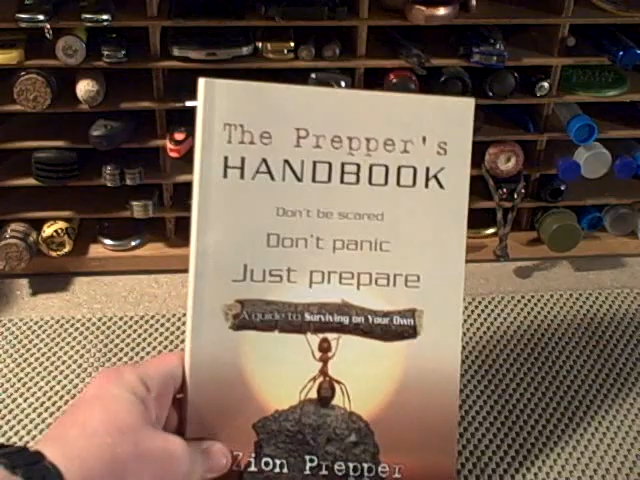 The Prepper's
HANDBOOK
Don't be scared
Don't panic
Just prepare
A guide to Surviving on Your Own
Zion Prepper